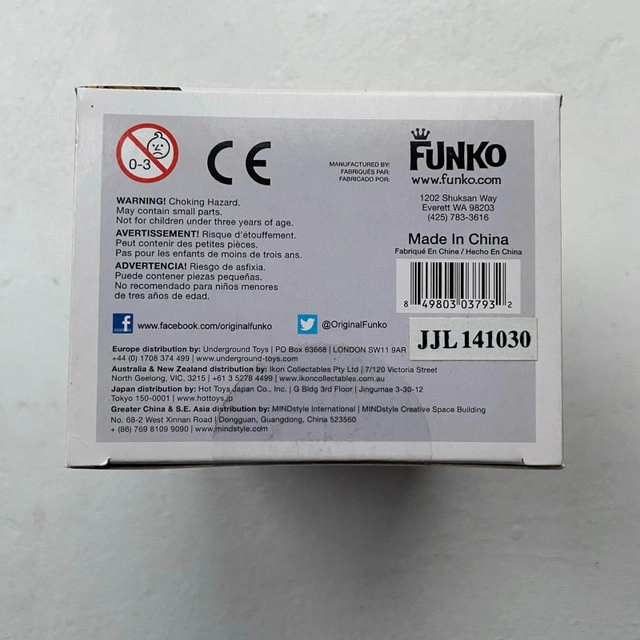 0-3
CE
MANUFACTURED BY:
FABRIQUÉS PAR:
FABRICADO POR:
FUNKO
www.funko.com
1202 Shuksan Way
Everett WA 98203
(425) 783-3616
Made In China
Fabriqué En Chine / Hecho En China
8 49803 03793 2
JJL 141030
WARNING! Choking Hazard.
May contain small parts.
Not for children under three years of age.
AVERTISSEMENT! Risque d'étouffement.
Peut contenir des petites pièces.
Pas pour les enfants de moins de trois ans.
ADVERTENCIA! Riesgo de asfixia.
Puede contener piezas pequeñas.
No recomendado para niños menores
de tres años de edad.
www.facebook.com/originalfunko
@OriginalFunko
Europe distribution by: Underground Toys | PO Box 63668 | LONDON SW11 9AR
+44 (0) 1708 374 499 | www.underground-toys.com
Australia & New Zealand distribution by: Ikon Collectables Pty Ltd | 7/120 Victoria Street
North Geelong, VIC, 3215 | +61 3 5278 4499 | www.ikoncollectables.com.au
Japan distribution by: Hot Toys Japan Co., Inc. | G Bldg 3rd Floor | Jingumae 3-30-12
Tokyo 150-0001 | www.hottoys.jp
Greater China & S.E. Asia distribution by: MINDstyle International | MINDstyle Creative Space Building
No. 68-2 West Xinnan Road | Dongguan, Guangdong, China 523560
+ (86) 769 8109 9090 | www.mindstyle.com